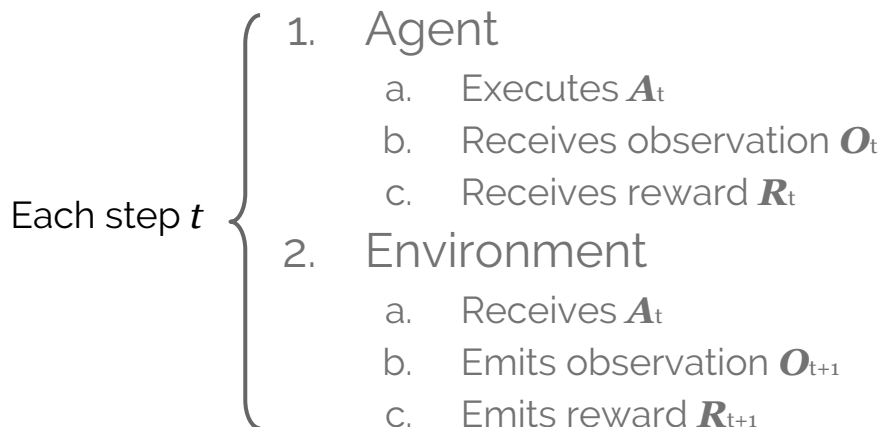 1. Agent
a. Executes Aₜ
b. Receives observation Oₜ
c. Receives reward Rₜ
Each step t
2. Environment
a. Receives Aₜ
b. Emits observation Oₜ₊₁
c. Emits reward Rₜ₊₁